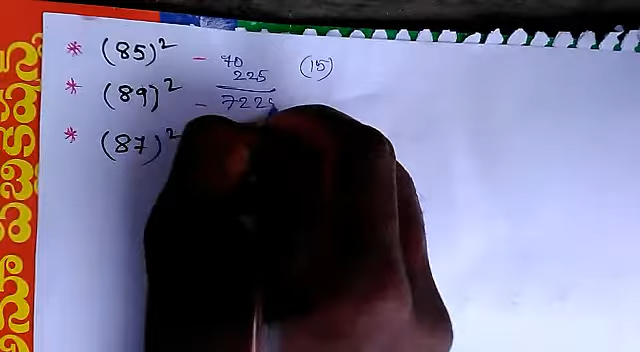 * (85)² - 70 (15)
225
* (89)² - 7225
* (87)²